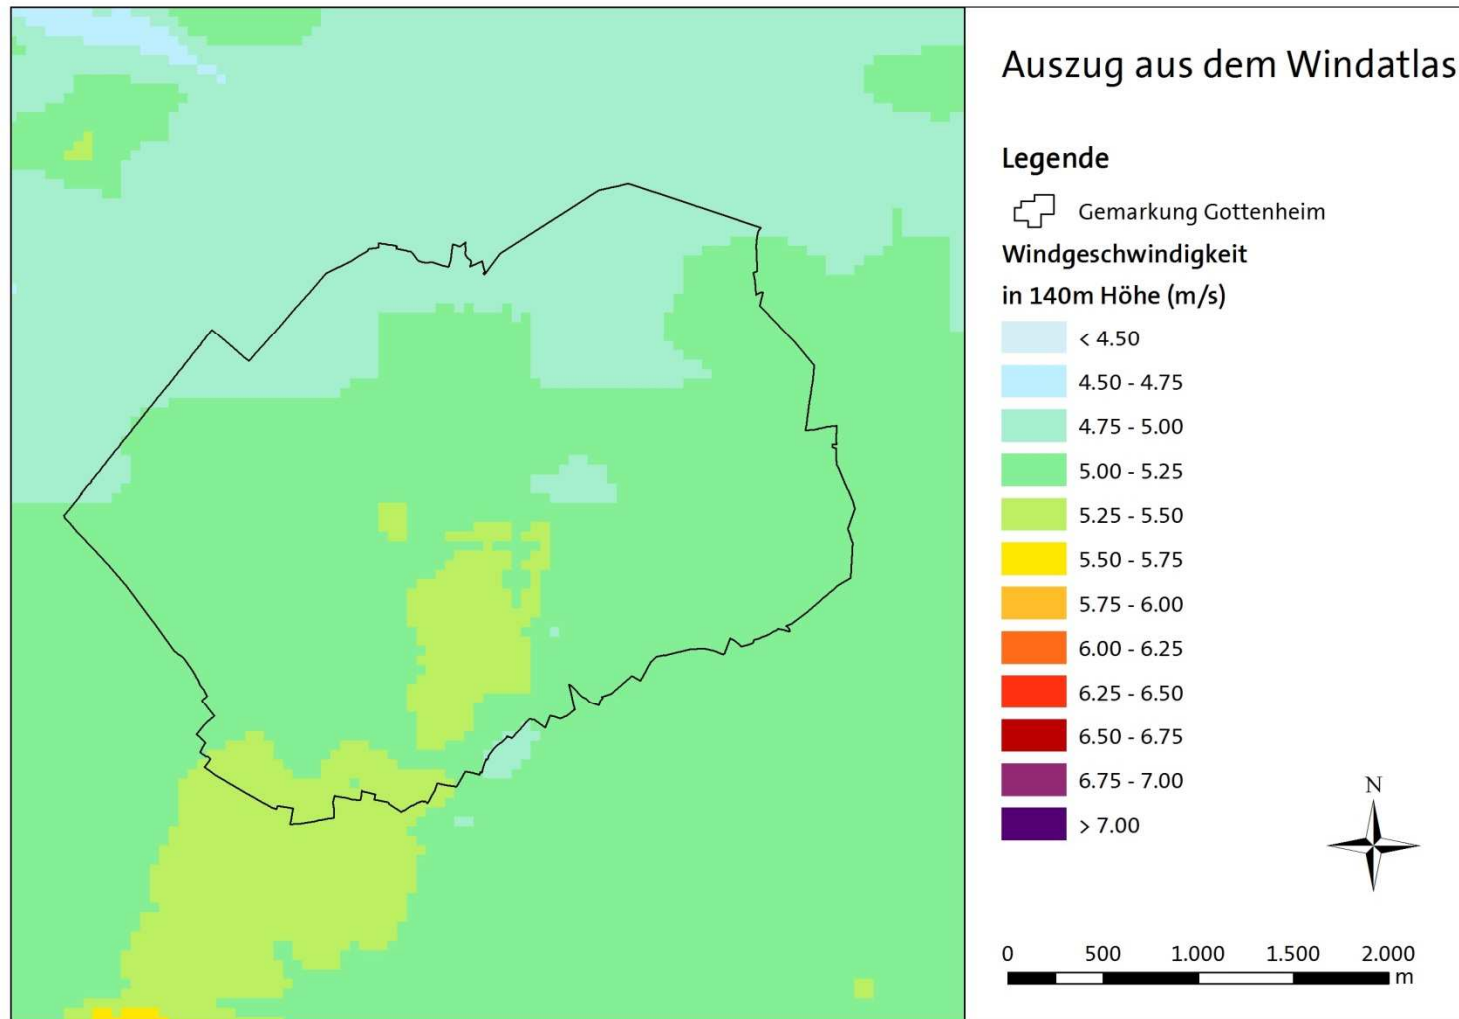 Auszug aus dem Windatlas
Legende
Gemarkung Gottenheim
Windgeschwindigkeit
in 140m Höhe (m/s)
< 4.50
4.50 - 4.75
4.75 - 5.00
5.00 - 5.25
5.25 - 5.50
5.50 - 5.75
5.75 - 6.00
6.00 - 6.25
6.25 - 6.50
6.50 - 6.75
6.75 - 7.00
> 7.00
N
0 500 1.000 1.500 2.000
m